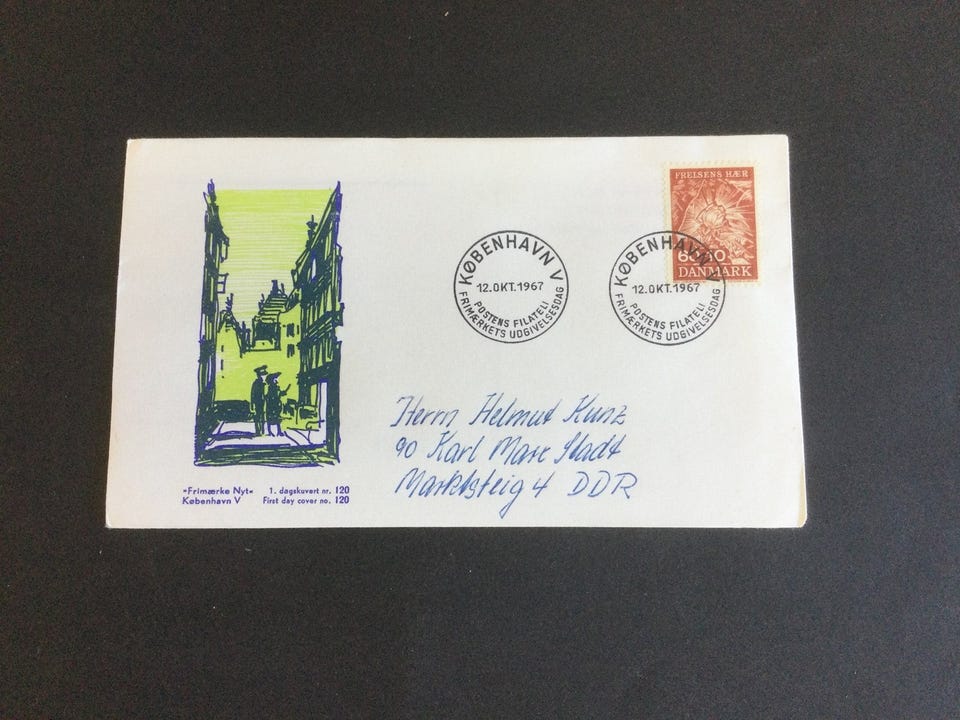 FRELSENS HÆR
60+10
DANMARK
KØBENHAVN V
12.OKT.1967
POSTENS FILATELI
FRIMÆRKETS UDGIVELSESDAG
KØBENHAVN V
12.OKT.1967
POSTENS FILATELI
FRIMÆRKETS UDGIVELSESDAG
Herrn Helmut Kunz
90 Karl Marx Stadt
Marktsteig 4 DDR
»Frimærke Nyt« 1. dagskuvert nr. 120
København V First day cover no. 120